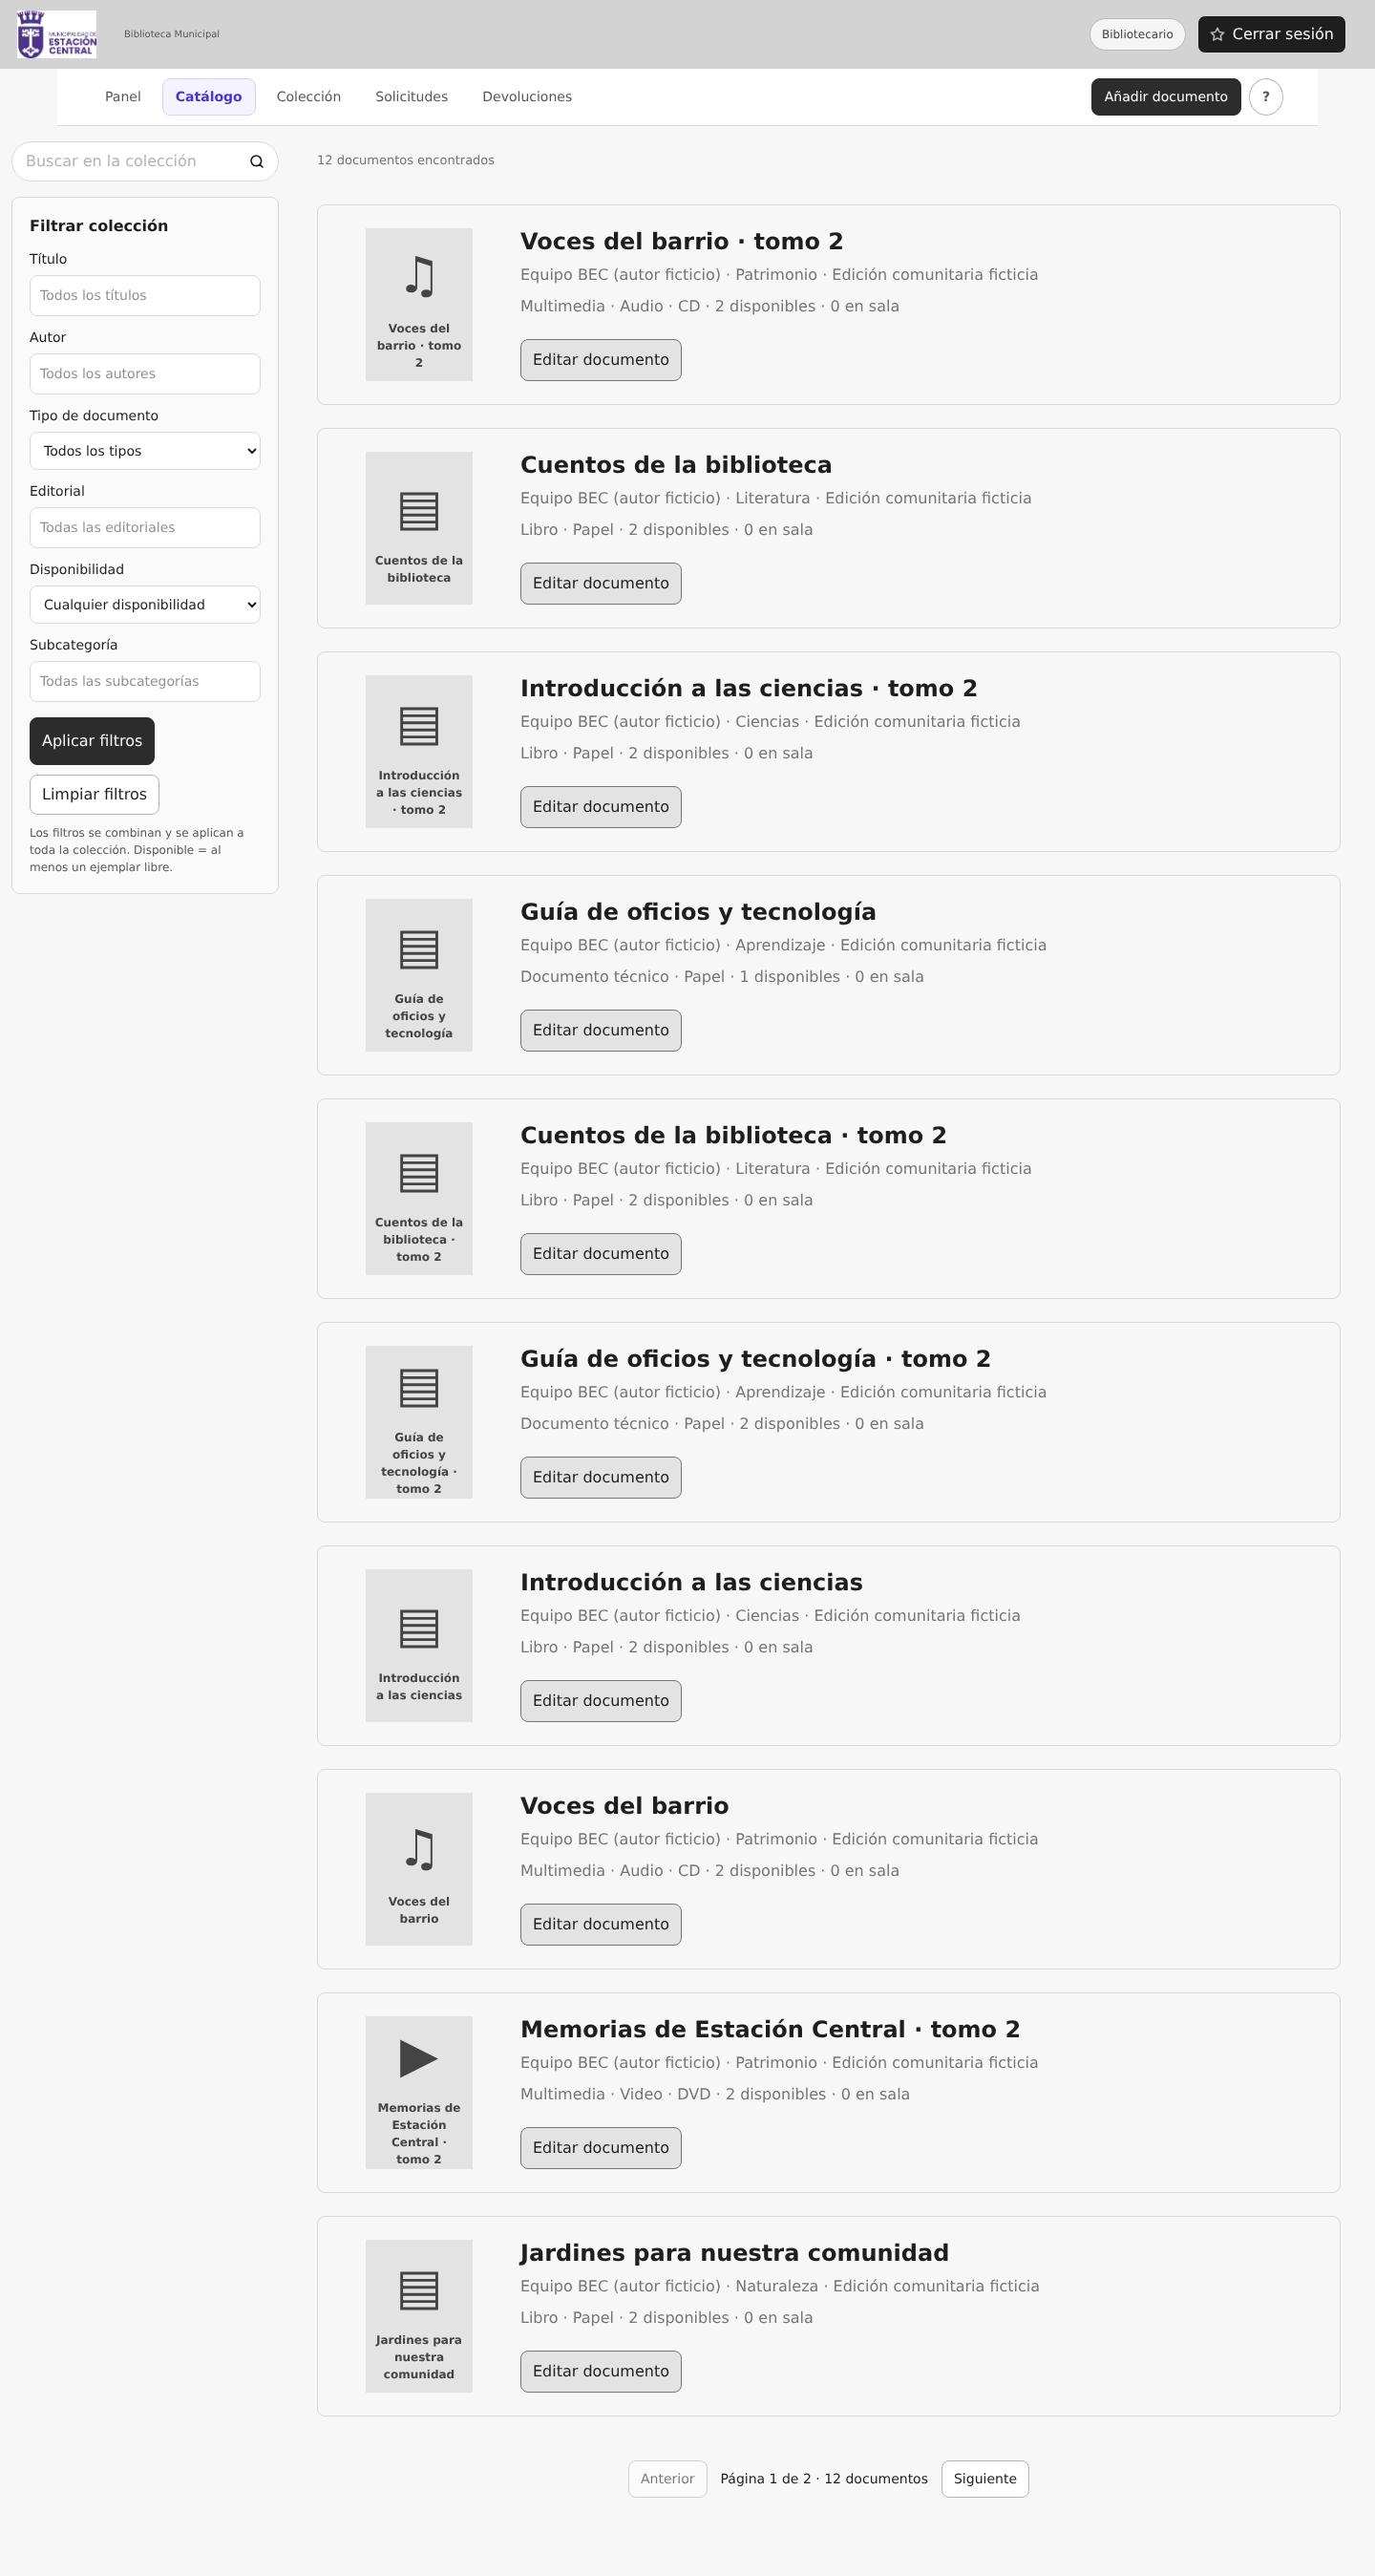 MUNICIPALIDAD DE
ESTACIÓN
CENTRAL
Biblioteca Municipal
Bibliotecario
Cerrar sesión
Panel
Catálogo
Colección
Solicitudes
Devoluciones
Añadir documento
?
Buscar en la colección
Filtrar colección
Título
Todos los títulos
Autor
Todos los autores
Tipo de documento
Todos los tipos
Editorial
Todas las editoriales
Disponibilidad
Cualquier disponibilidad
Subcategoría
Todas las subcategorías
Aplicar filtros
Limpiar filtros
Los filtros se combinan y se aplican a
toda la colección. Disponible = al
menos un ejemplar libre.
12 documentos encontrados
Voces del
barrio · tomo
2
Voces del barrio · tomo 2
Equipo BEC (autor ficticio) · Patrimonio · Edición comunitaria ficticia
Multimedia · Audio · CD · 2 disponibles · 0 en sala
Editar documento
Cuentos de la
biblioteca
Cuentos de la biblioteca
Equipo BEC (autor ficticio) · Literatura · Edición comunitaria ficticia
Libro · Papel · 2 disponibles · 0 en sala
Editar documento
Introducción
a las ciencias
· tomo 2
Introducción a las ciencias · tomo 2
Equipo BEC (autor ficticio) · Ciencias · Edición comunitaria ficticia
Libro · Papel · 2 disponibles · 0 en sala
Editar documento
Guía de
oficios y
tecnología
Guía de oficios y tecnología
Equipo BEC (autor ficticio) · Aprendizaje · Edición comunitaria ficticia
Documento técnico · Papel · 1 disponibles · 0 en sala
Editar documento
Cuentos de la
biblioteca ·
tomo 2
Cuentos de la biblioteca · tomo 2
Equipo BEC (autor ficticio) · Literatura · Edición comunitaria ficticia
Libro · Papel · 2 disponibles · 0 en sala
Editar documento
Guía de
oficios y
tecnología ·
tomo 2
Guía de oficios y tecnología · tomo 2
Equipo BEC (autor ficticio) · Aprendizaje · Edición comunitaria ficticia
Documento técnico · Papel · 2 disponibles · 0 en sala
Editar documento
Introducción
a las ciencias
Introducción a las ciencias
Equipo BEC (autor ficticio) · Ciencias · Edición comunitaria ficticia
Libro · Papel · 2 disponibles · 0 en sala
Editar documento
Voces del
barrio
Voces del barrio
Equipo BEC (autor ficticio) · Patrimonio · Edición comunitaria ficticia
Multimedia · Audio · CD · 2 disponibles · 0 en sala
Editar documento
Memorias de
Estación
Central ·
tomo 2
Memorias de Estación Central · tomo 2
Equipo BEC (autor ficticio) · Patrimonio · Edición comunitaria ficticia
Multimedia · Video · DVD · 2 disponibles · 0 en sala
Editar documento
Jardines para
nuestra
comunidad
Jardines para nuestra comunidad
Equipo BEC (autor ficticio) · Naturaleza · Edición comunitaria ficticia
Libro · Papel · 2 disponibles · 0 en sala
Editar documento
Anterior
Página 1 de 2 · 12 documentos
Siguiente